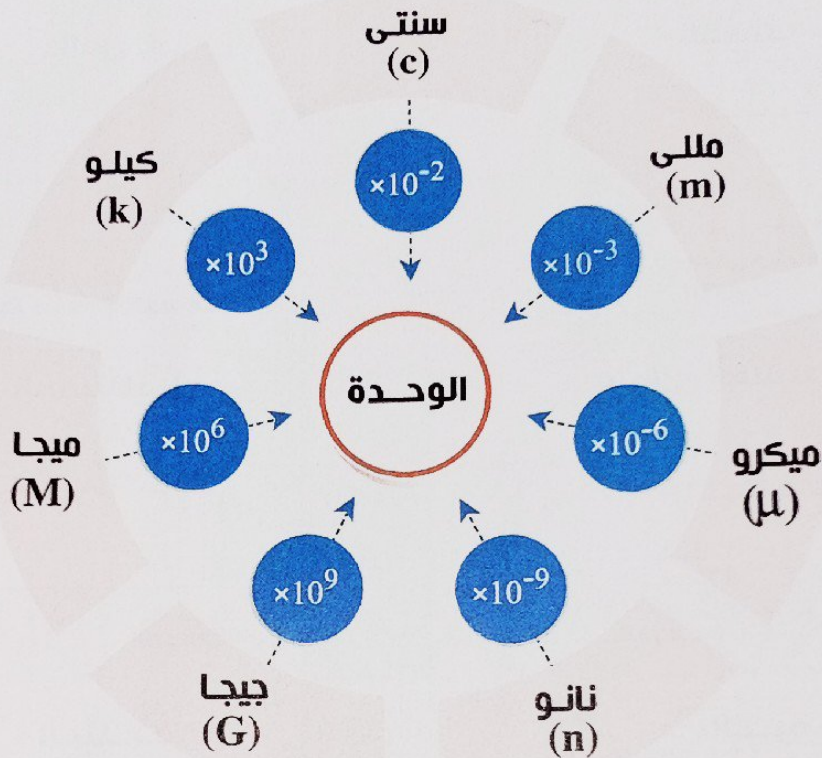 سنتى
(c)
×10⁻²
مللى
(m)
×10⁻³
كيلو
(k)
×10³
الوحدة
ميكرو
(μ)
×10⁻⁶
ميجا
(M)
×10⁶
نانو
(n)
×10⁻⁹
جيجا
(G)
×10⁹